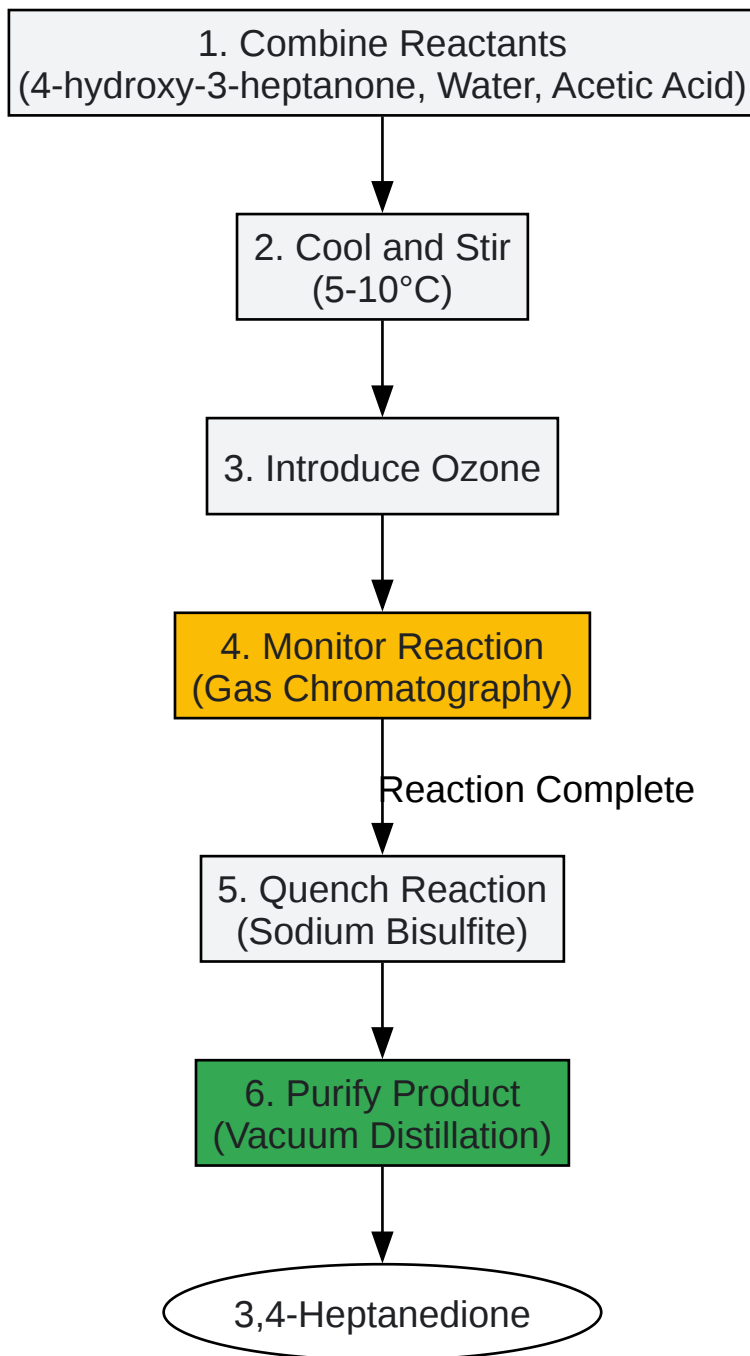 1. Combine Reactants
(4-hydroxy-3-heptanone, Water, Acetic Acid)
2. Cool and Stir
(5-10°C)
3. Introduce Ozone
4. Monitor Reaction
(Gas Chromatography)
Reaction Complete
5. Quench Reaction
(Sodium Bisulfite)
6. Purify Product
(Vacuum Distillation)
3,4-Heptanedione